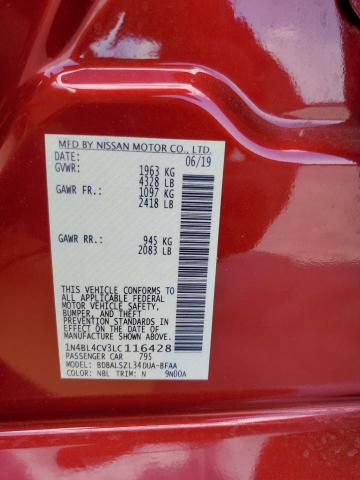 MFD BY NISSAN MOTOR CO., LTD.
DATE: 06/19
GVWR: 1963 KG
4328 LB
GAWR FR: 1097 KG
2418 LB
GAWR RR: 945 KG
2083 LB
THIS VEHICLE CONFORMS TO ALL APPLICABLE FEDERAL MOTOR VEHICLE SAFETY, BUMPER, AND THEFT PREVENTION STANDARDS IN EFFECT ON THE DATE OF MANUFACTURE SHOWN ABOVE.
1N4BL4CV3LC116428
PASSENGER CAR 795
MODEL: BDBALSZL34DUA-BFAA
COLOR: NBL TRIM: N 9N00A